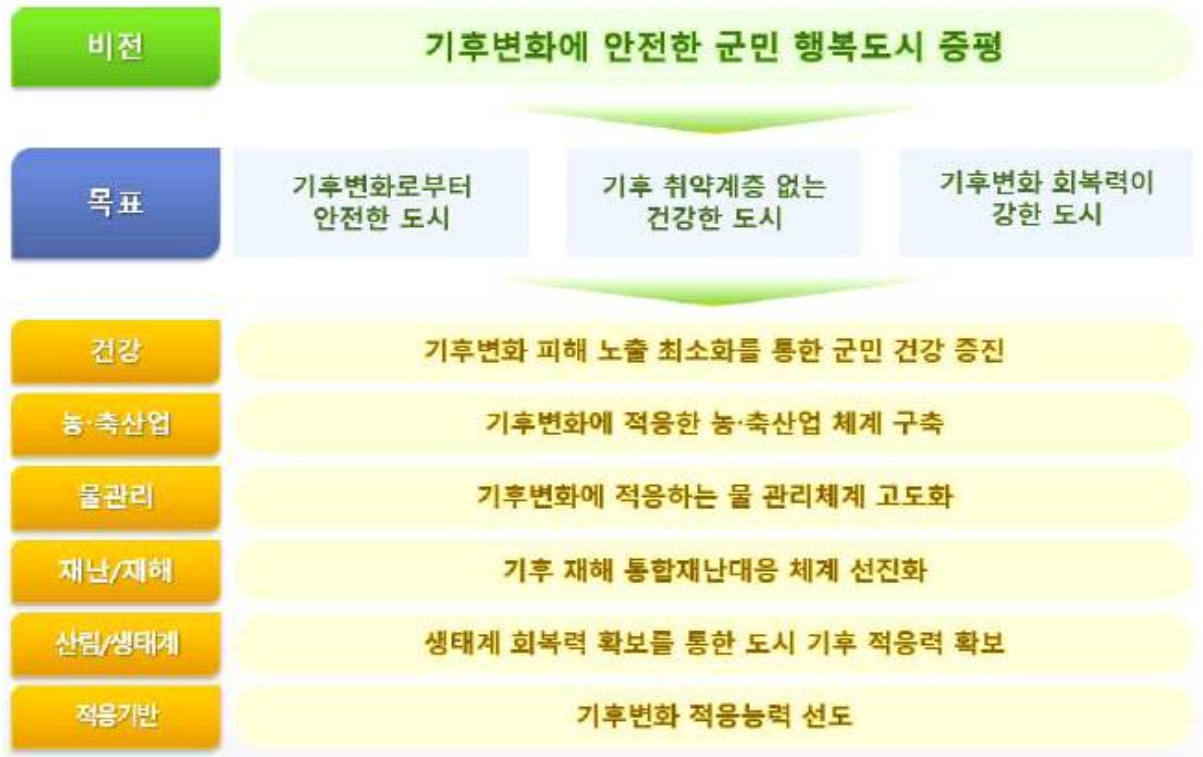 비전
기후변화에 안전한 군민 행복도시 증평
목표
기후변화로부터
안전한 도시
기후 취약계층 없는
건강한 도시
기후변화 회복력이
강한 도시
건강
기후변화 피해 노출 최소화를 통한 군민 건강 증진
농·축산업
기후변화에 적응한 농·축산업 체계 구축
물관리
기후변화에 적응하는 물 관리체계 고도화
재난/재해
기후 재해 통합재난대응 체계 선진화
산림/생태계
생태계 회복력 확보를 통한 도시 기후 적응력 확보
적응기반
기후변화 적응능력 선도